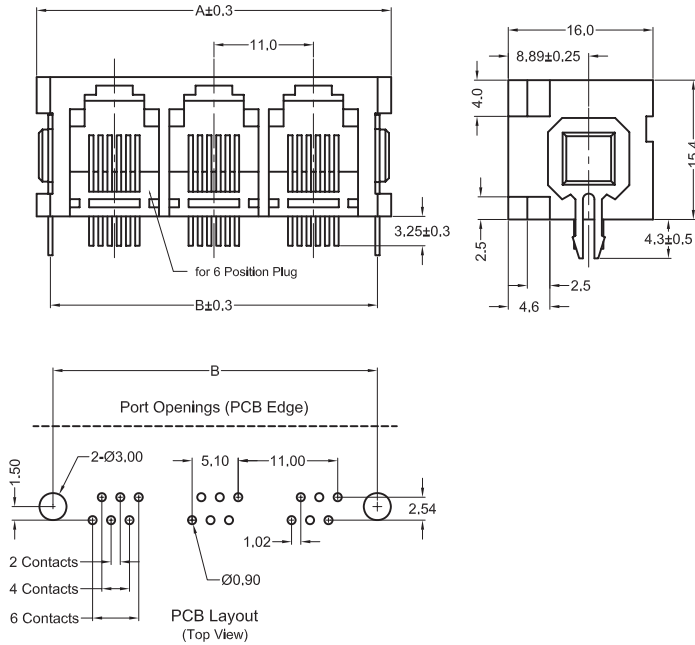 A±0.3
11.0
3.25±0.3
for 6 Position Plug
B±0.3
16.0
8.89±0.25
4.0
15.4
2.5
4.3±0.5
2.5
4.6
B
Port Openings (PCB Edge)
1.50
2-Ø3.00
5.10
11.00
2.54
1.02
2 Contacts
Ø0.90
4 Contacts
6 Contacts
PCB Layout
(Top View)